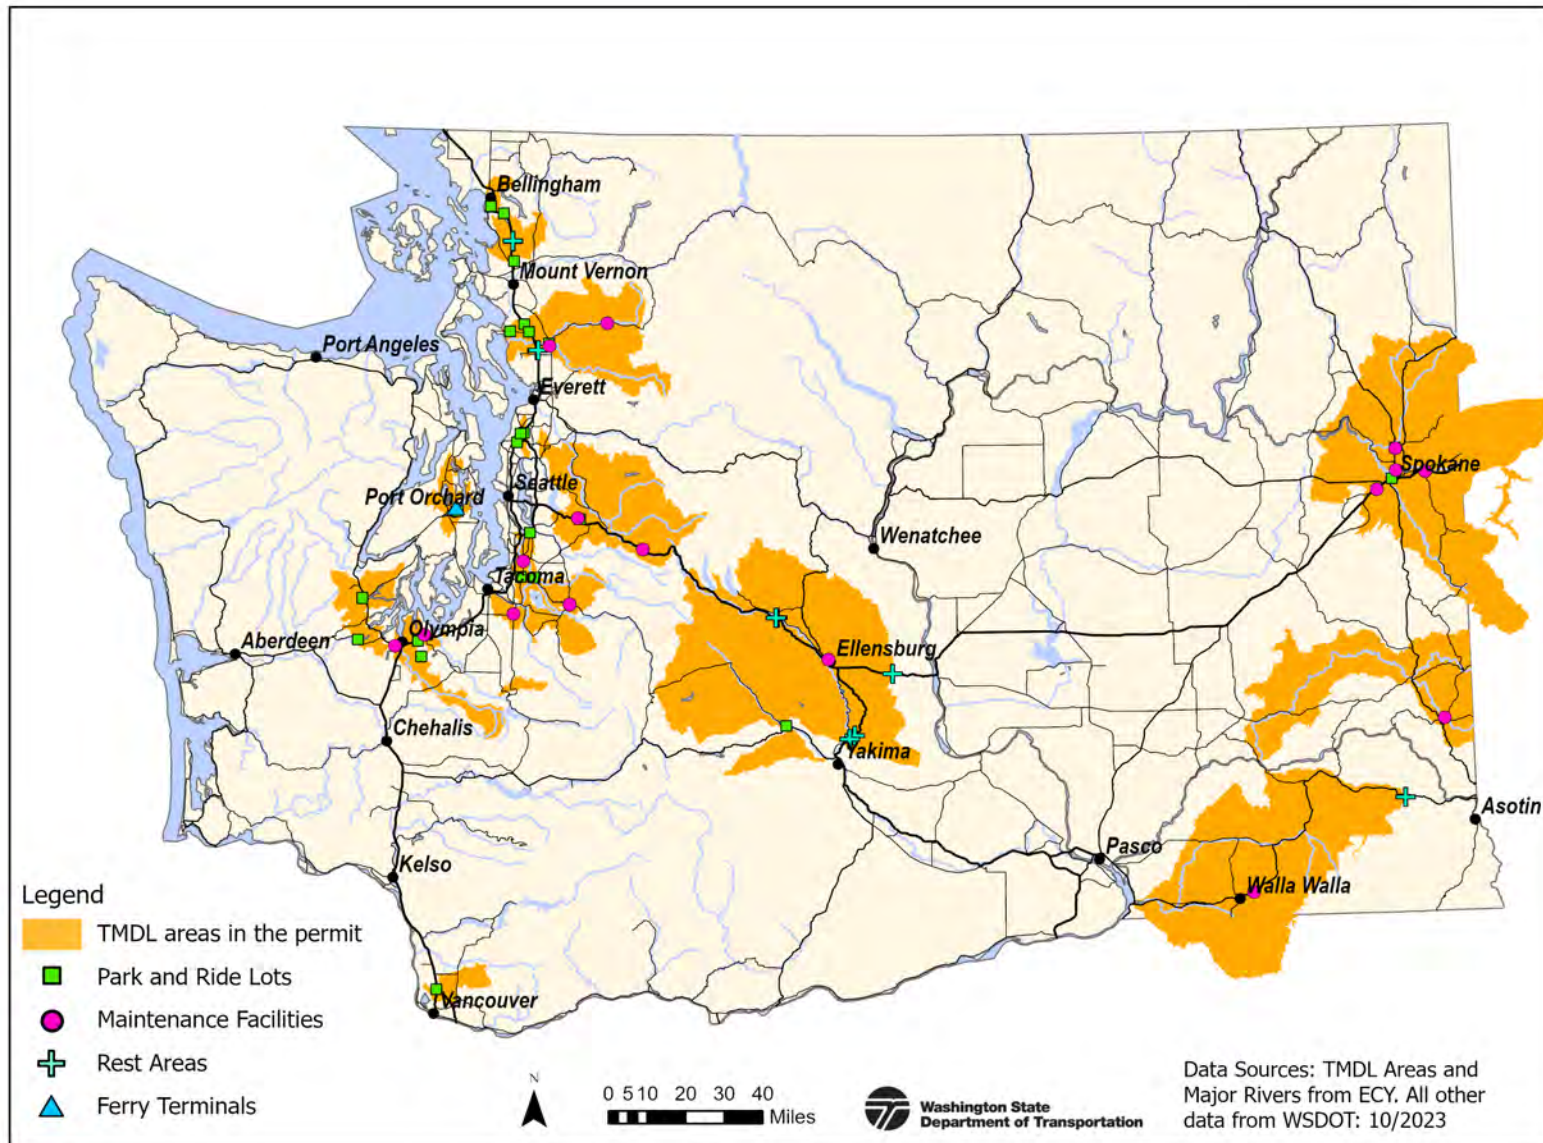 Bellingham
Mount Vernon
Port Angeles
Everett
Port Orchard
Seattle
Spokane
Wenatchee
Tacoma
Olympia
Aberdeen
Ellensburg
Chehalis
Yakima
Asotin
Pasco
Kelso
Walla Walla
Vancouver
Legend
TMDL areas in the permit
Park and Ride Lots
Maintenance Facilities
Rest Areas
Ferry Terminals
N
0 5 10 20 30 40
Miles
Washington State
Department of Transportation
Data Sources: TMDL Areas and
Major Rivers from ECY. All other
data from WSDOT: 10/2023